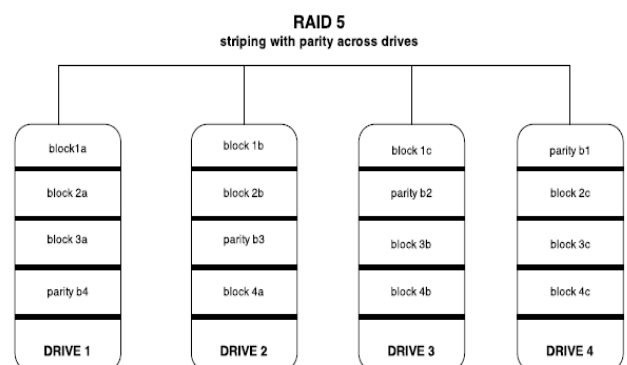 RAID 5
striping with parity across drives
block1a
block 2a
block 3a
parity b4
DRIVE 1
block 1b
block 2b
parity b3
block 4a
DRIVE 2
block 1c
parity b2
block 3b
block 4b
DRIVE 3
parity b1
block 2c
block 3c
block 4c
DRIVE 4